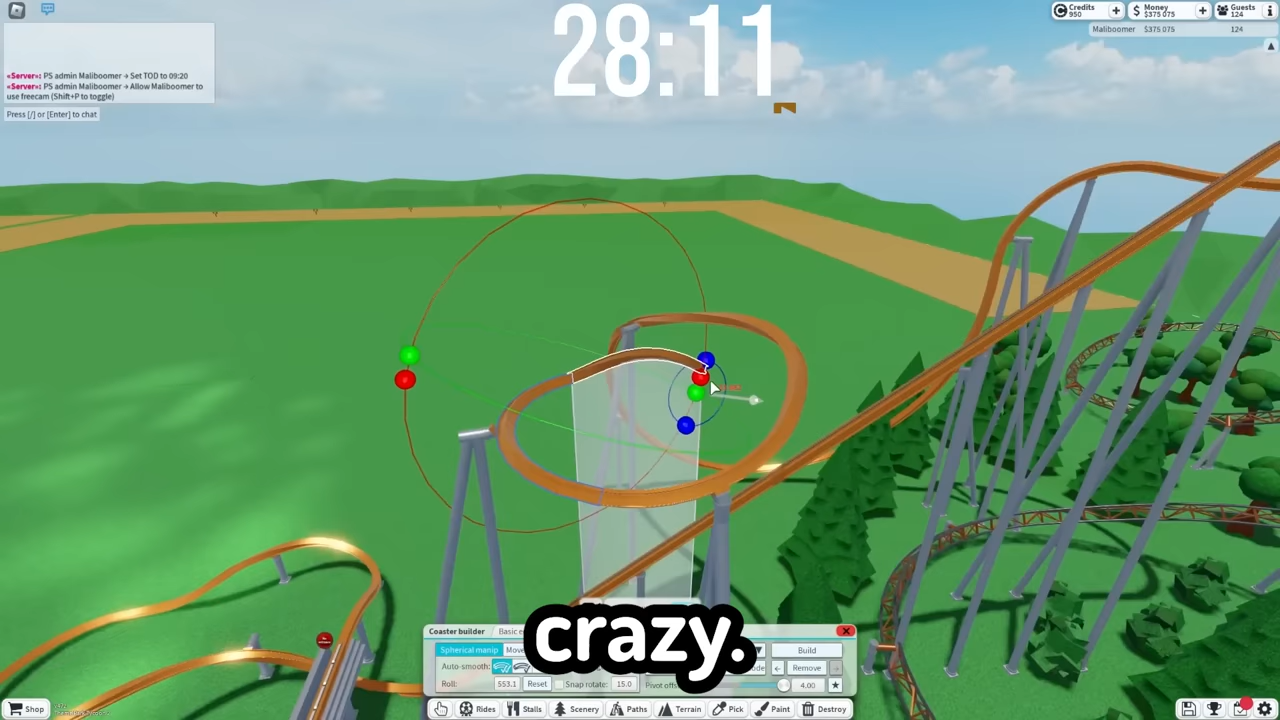 28:11
Credits
950
+
Money
$375 075
+
Guests
124
Maliboomer $375 075 124
«Server»: PS admin Maliboomer → Set TOD to 09:20
«Server»: PS admin Maliboomer → Allow Maliboomer to
use freecam (Shift+P to toggle)
Press [/] or [Enter] to chat
crazy.
Coaster builder Basic
Spherical manip Move Build
Auto-smooth: Remove
Roll: 553.1 Reset Snap rotate: 15.0 Pivot 4.00
Shop Rides Stalls Scenery Paths Terrain Pick Paint Destroy